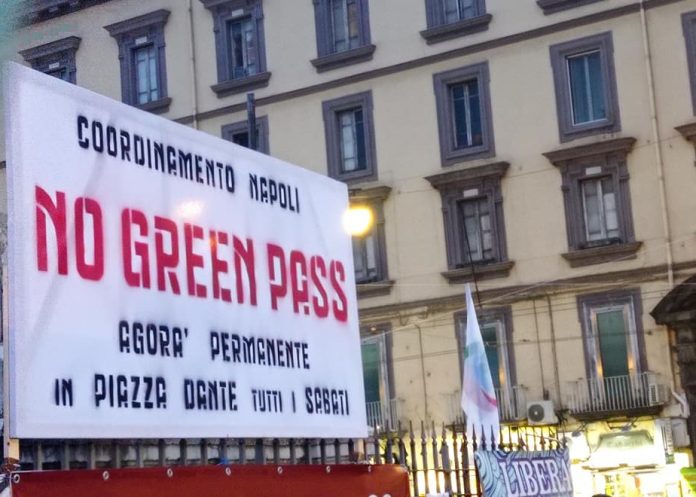 COORDINAMENTO NAPOLI
NO GREEN PASS
AGORA' PERMANENTE
IN PIAZZA DANTE TUTTI I SABATI
LIBERA